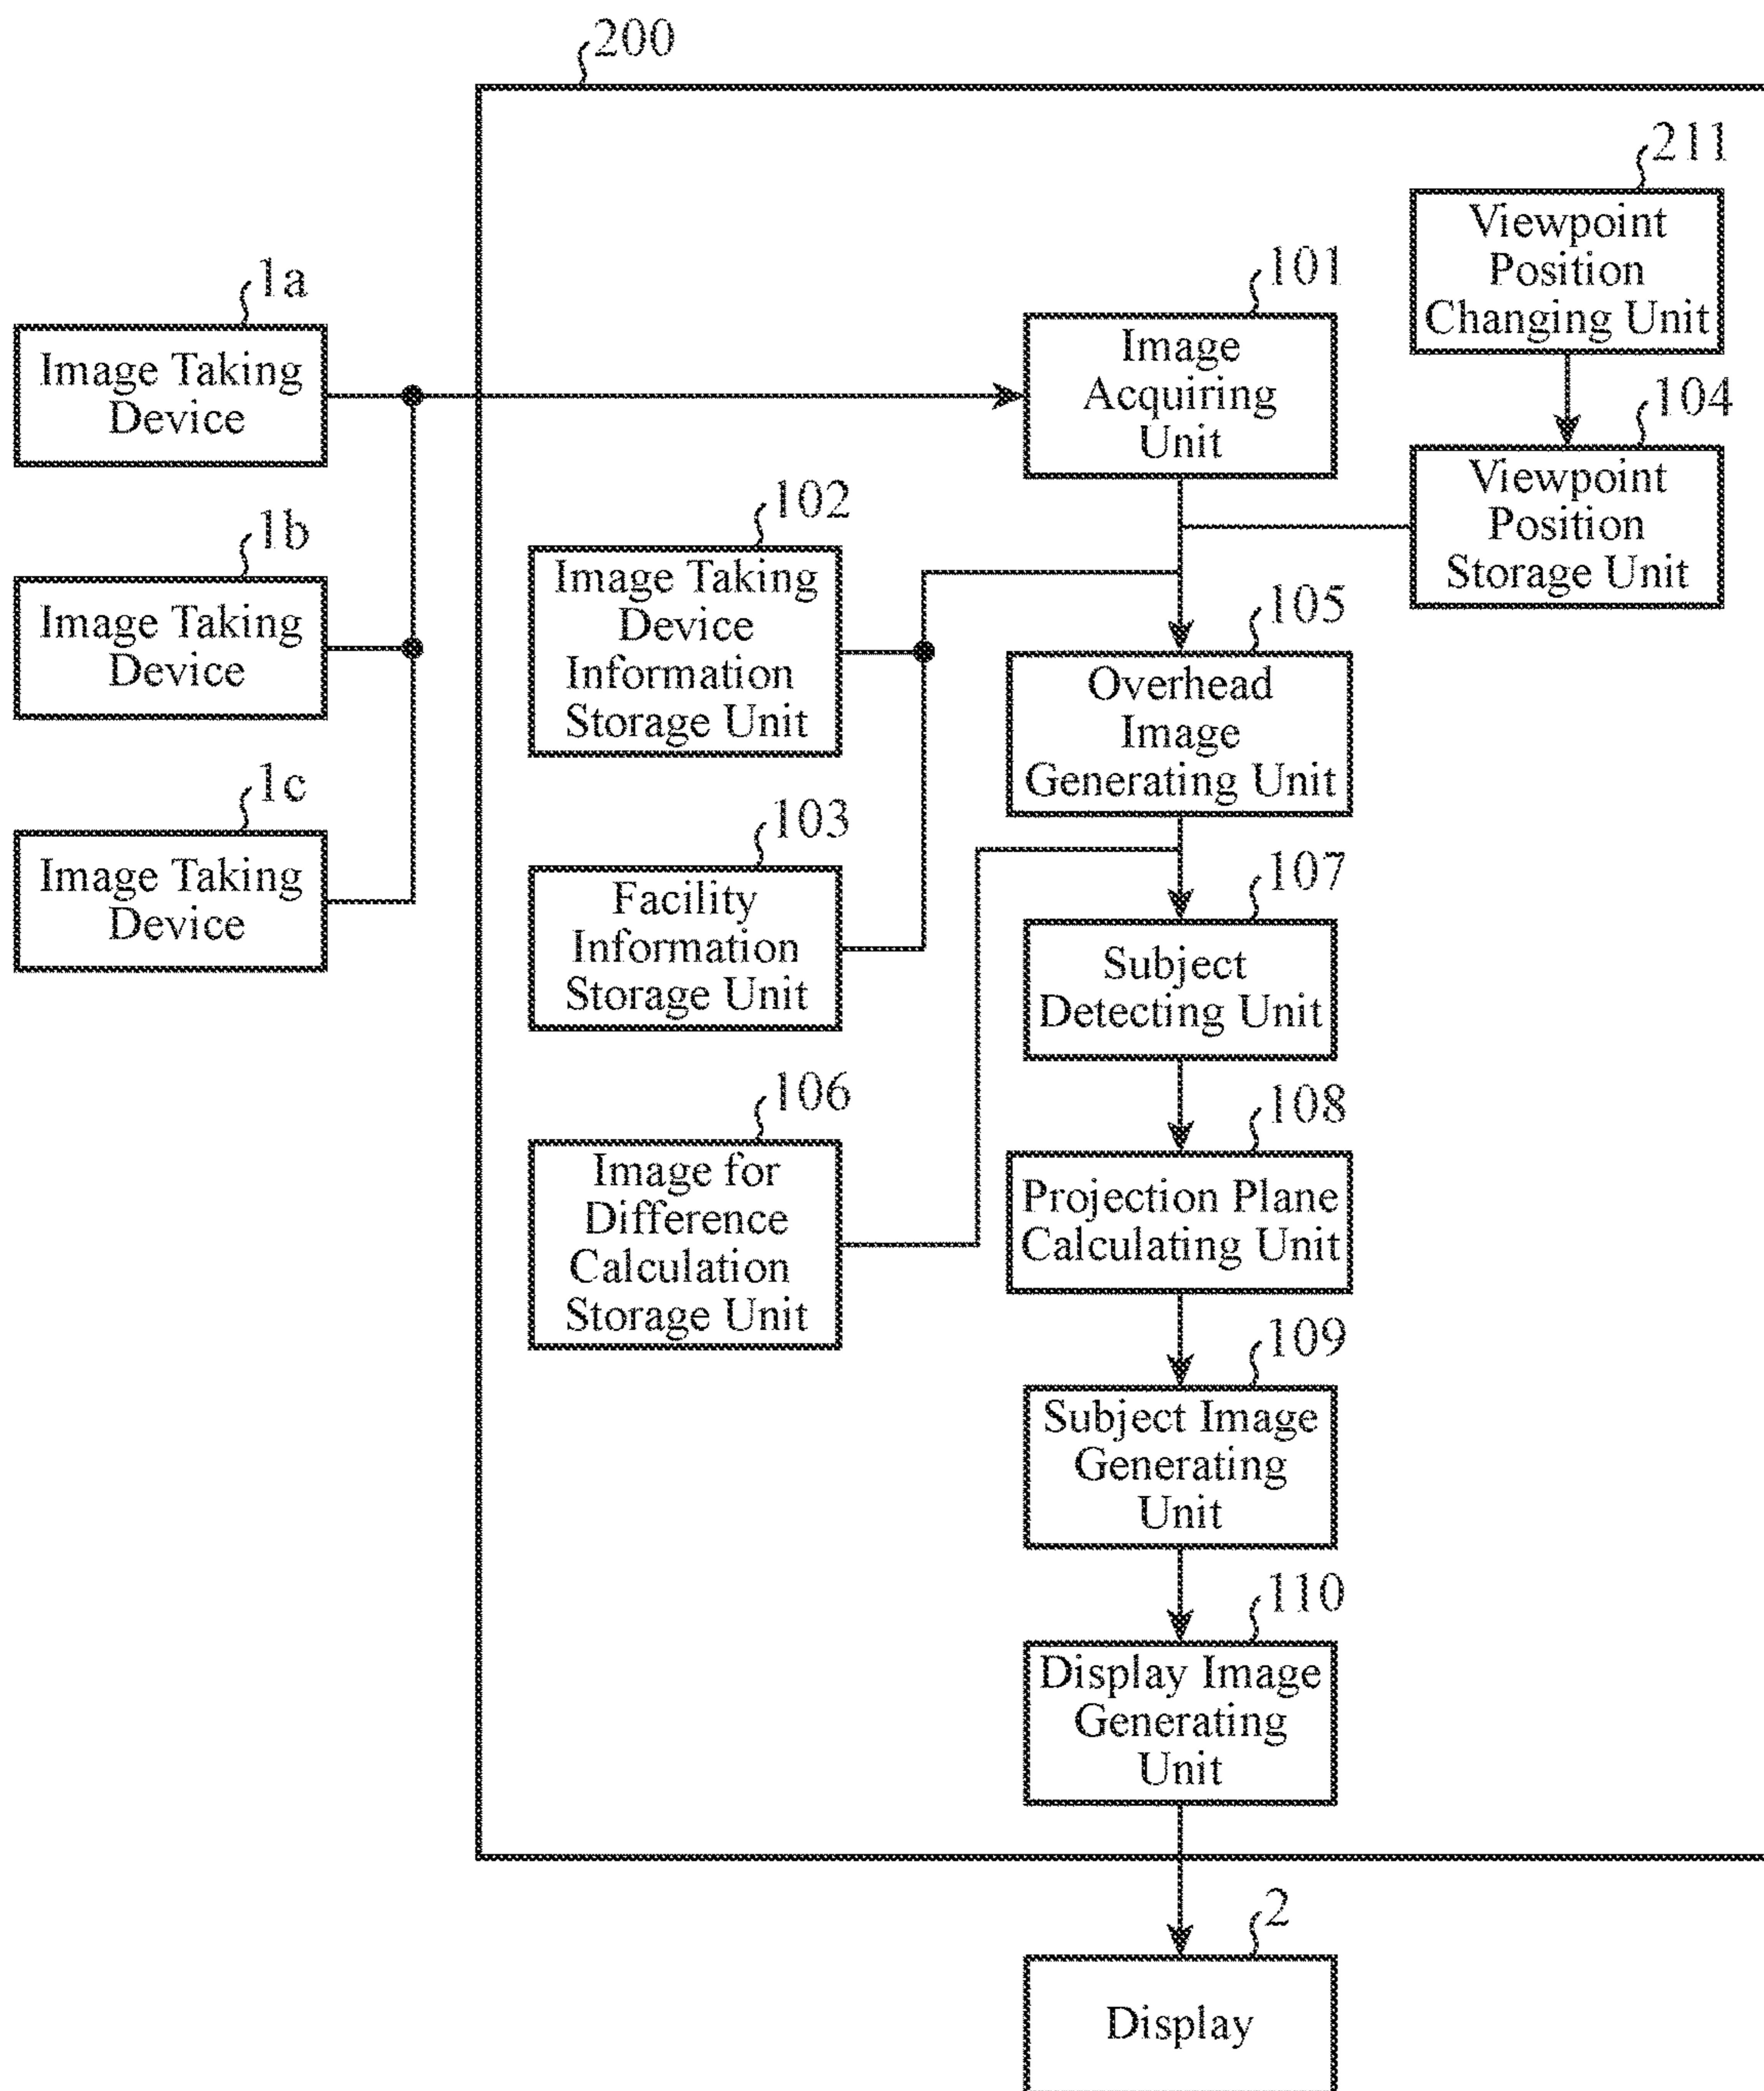 200
211
Viewpoint
Position
Changing Unit
1a
Image Taking
Device
101
Image
Acquiring
Unit
104
Viewpoint
Position
Storage Unit
1b
Image Taking
Device
102
Image Taking
Device
Information
Storage Unit
105
Overhead
Image
Generating Unit
1c
Image Taking
Device
103
Facility
Information
Storage Unit
107
Subject
Detecting Unit
106
Image for
Difference
Calculation
Storage Unit
108
Projection Plane
Calculating Unit
109
Subject Image
Generating
Unit
110
Display Image
Generating
Unit
2
Display